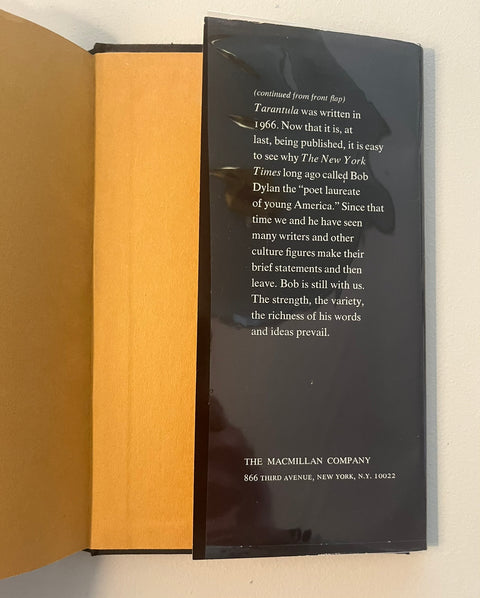 (continued from front flap)
Tarantula was written in
1966. Now that it is, at
last, being published, it is easy
to see why The New York
Times long ago called Bob
Dylan the “poet laureate
of young America.” Since that
time we and he have seen
many writers and other
culture figures make their
brief statements and then
leave. Bob is still with us.
The strength, the variety,
the richness of his words
and ideas prevail.
THE MACMILLAN COMPANY
866 THIRD AVENUE, NEW YORK, N.Y. 10022